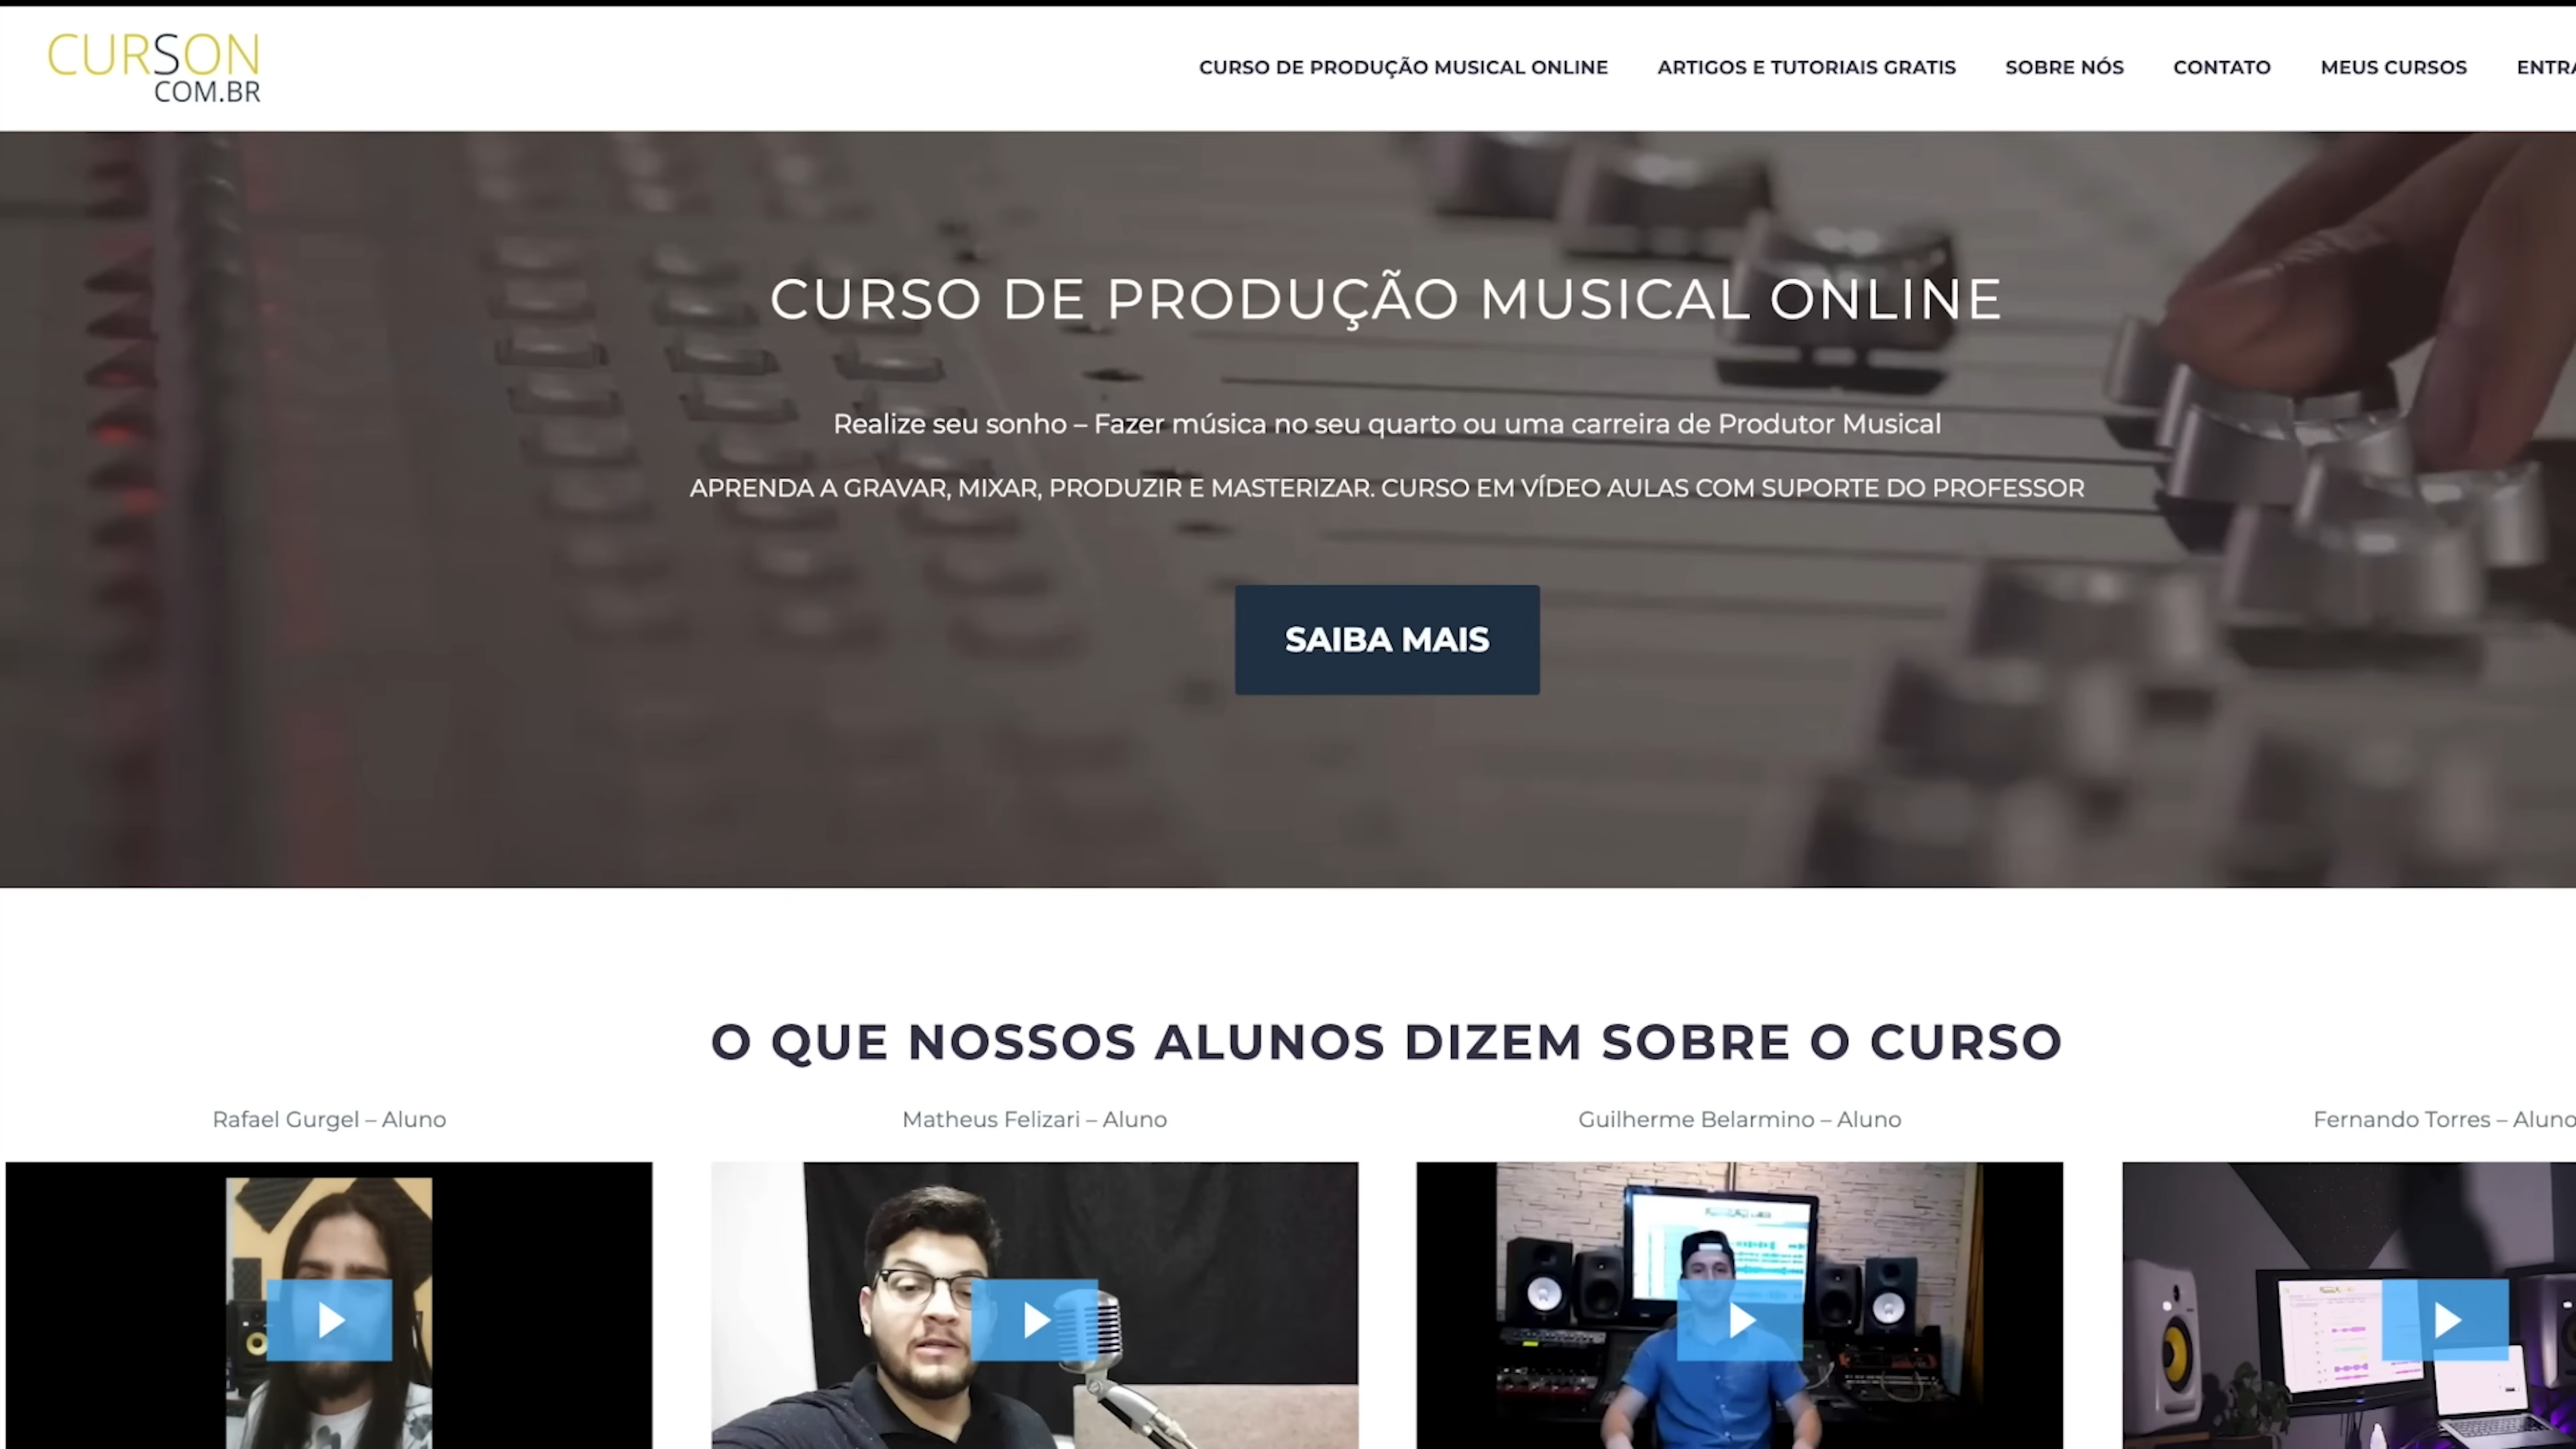 CURSON
COM.BR
CURSO DE PRODUÇÃO MUSICAL ONLINE
ARTIGOS E TUTORIAIS GRATIS
SOBRE NÓS
CONTATO
MEUS CURSOS
ENTRA
CURSO DE PRODUÇÃO MUSICAL ONLINE
Realize seu sonho – Fazer música no seu quarto ou uma carreira de Produtor Musical
APRENDA A GRAVAR, MIXAR, PRODUZIR E MASTERIZAR. CURSO EM VÍDEO AULAS COM SUPORTE DO PROFESSOR
SAIBA MAIS
O QUE NOSSOS ALUNOS DIZEM SOBRE O CURSO
Rafael Gurgel – Aluno
Matheus Felizari – Aluno
Guilherme Belarmino – Aluno
Fernando Torres – Aluno